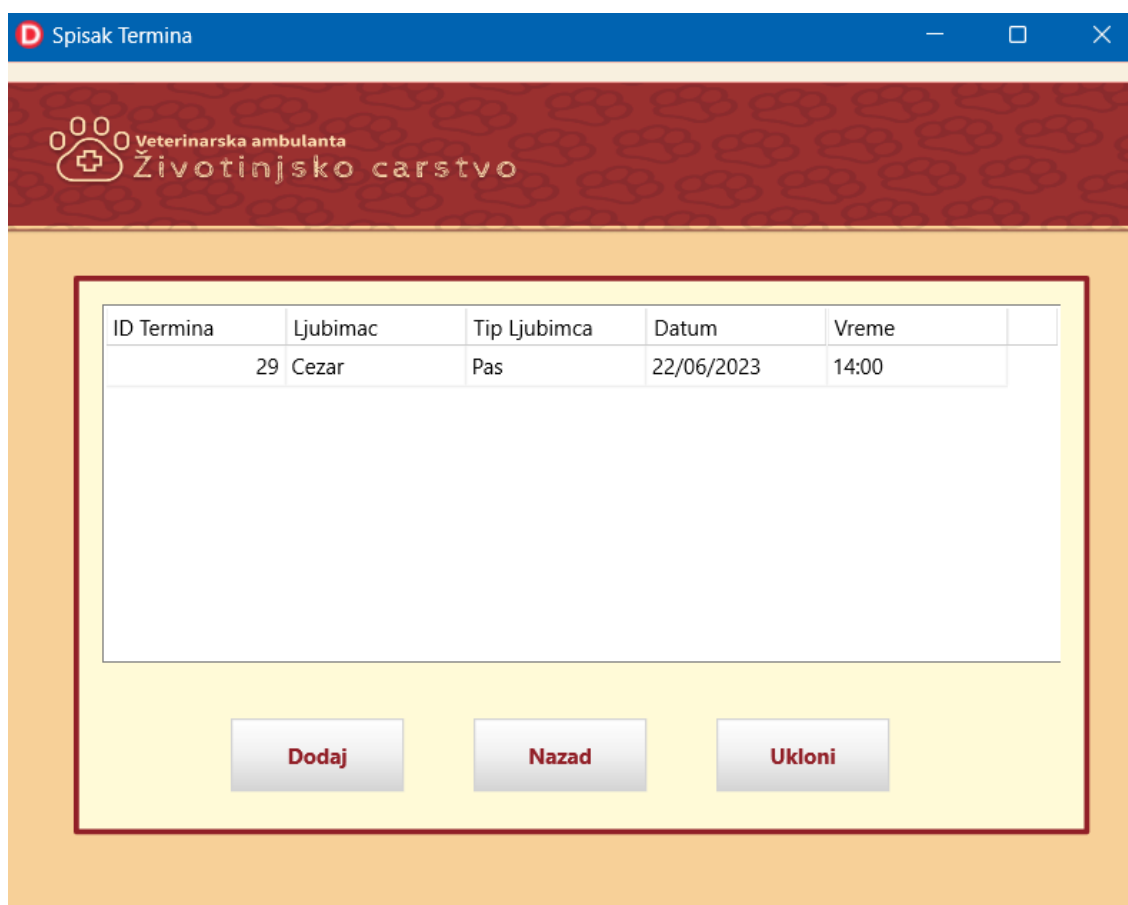 Spisak Termina
Veterinarska ambulanta
Životinjsko carstvo
ID Termina Ljubimac Tip Ljubimca Datum Vreme
29 Cezar Pas 22/06/2023 14:00
Dodaj Nazad Ukloni